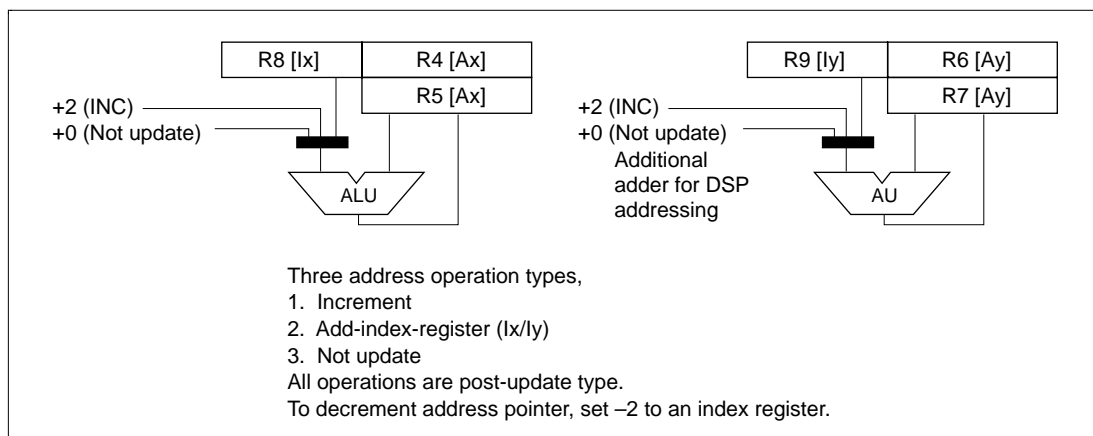 R8 [Ix]
R4 [Ax]
R5 [Ax]
+2 (INC)
+0 (Not update)
ALU
R9 [Iy]
R6 [Ay]
R7 [Ay]
+2 (INC)
+0 (Not update)
Additional
adder for DSP
addressing
AU
Three address operation types,
1. Increment
2. Add-index-register (Ix/Iy)
3. Not update
All operations are post-update type.
To decrement address pointer, set –2 to an index register.